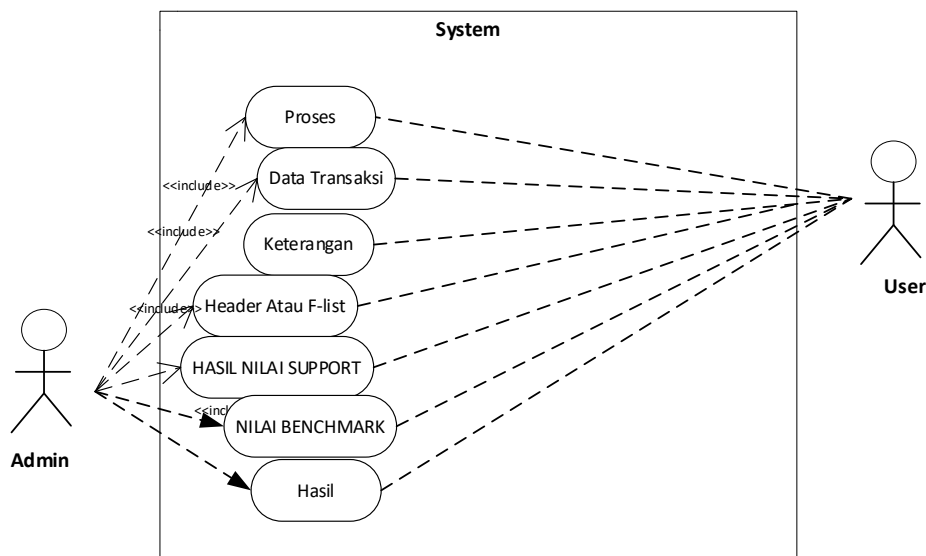 System
Proses
<<include>>
Data Transaksi
<<include>>
Keterangan
User
<<include>>
Header Atau F-list
HASIL NILAI SUPPORT
<<incl
NILAI BENCHMARK
Admin
Hasil